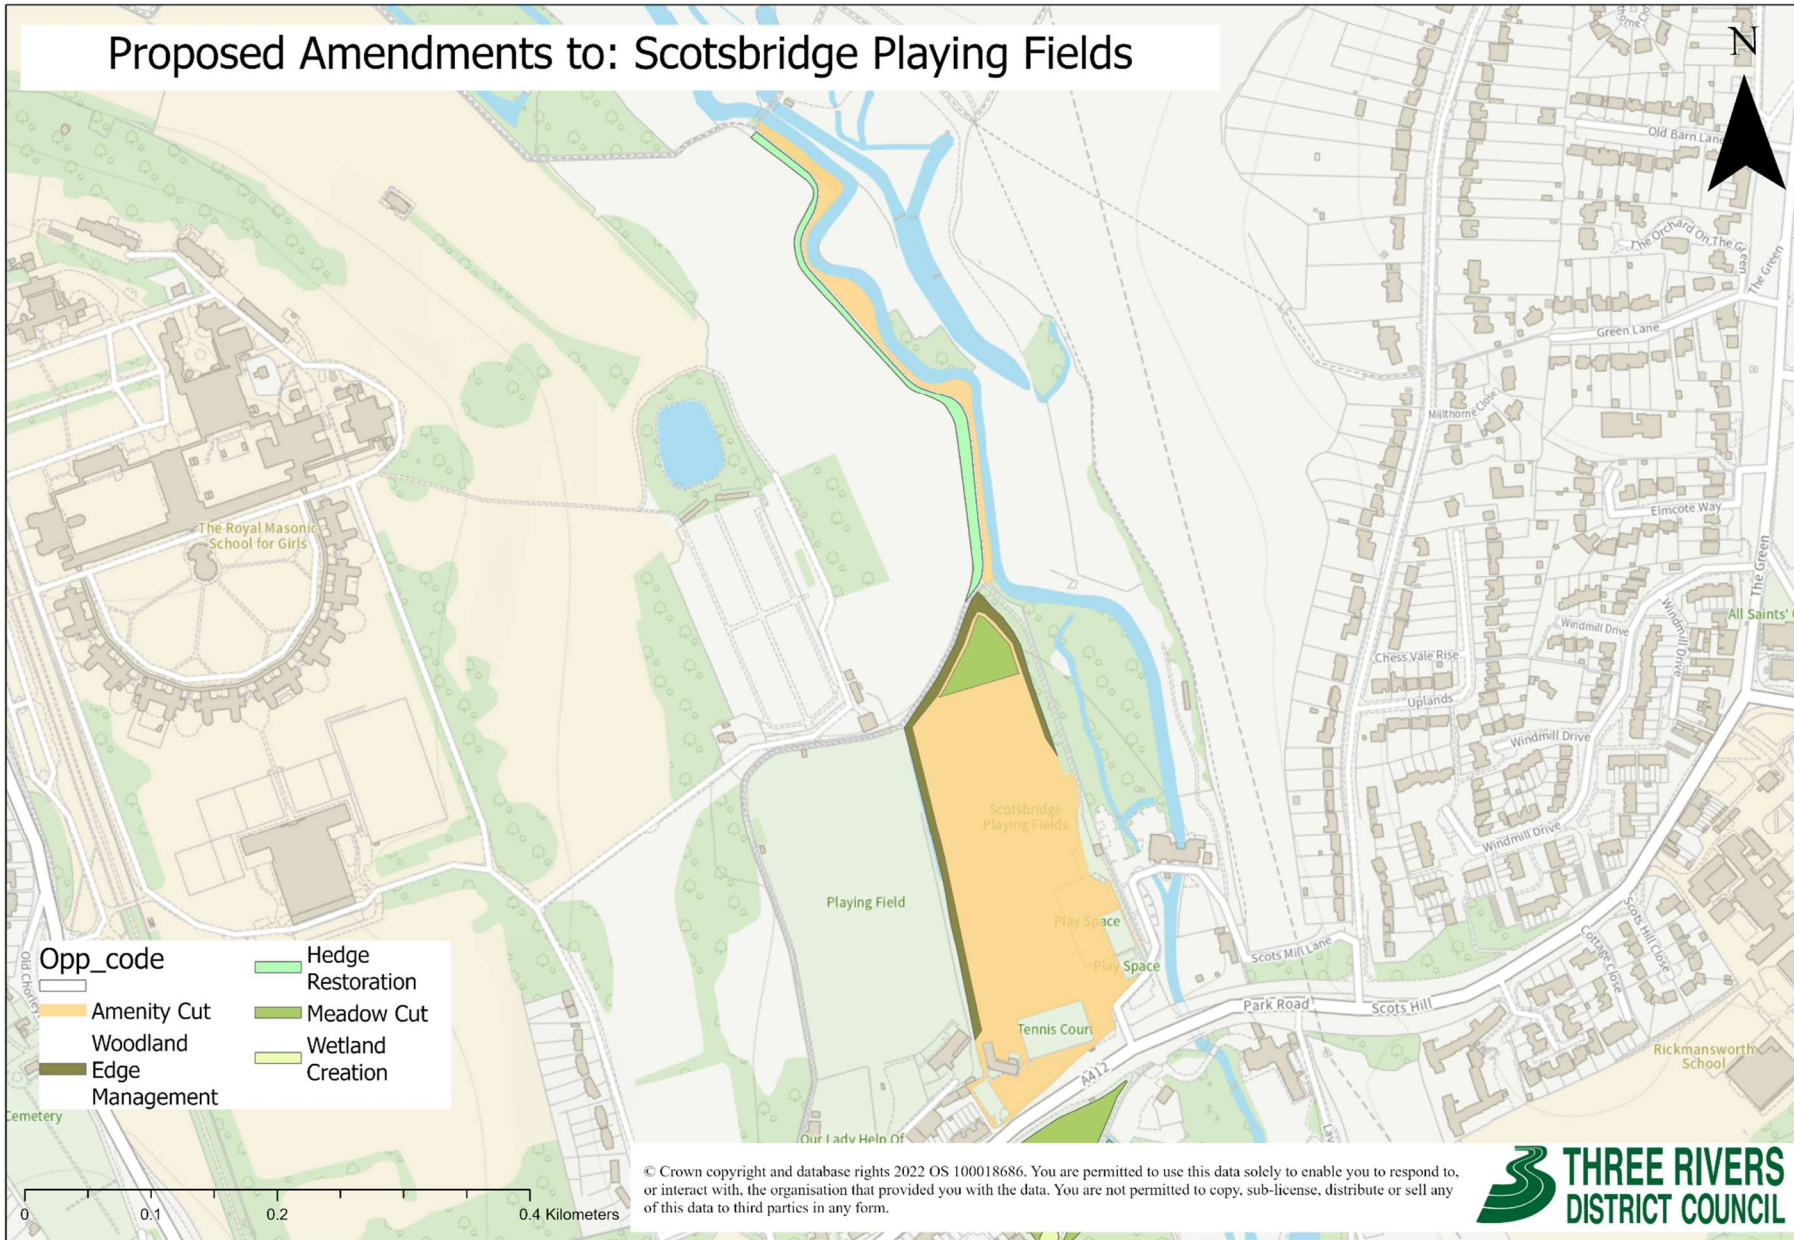 Proposed Amendments to: Scotsbridge Playing Fields
N
Old Barn Lane
The Orchard On The Green
The Green
Green Lane
Millthorne Close
Elmcote Way
The Green
The Royal Masonic
School for Girls
All Saints'
Windmill Drive
Windmill Drive
Chess Vale Rise
Uplands
Windmill Drive
Windmill Drive
Scotsbridge
Playing Fields
Playing Field
Play Space
Play Space
Scots Mill Lane
Scots Hill Close
Cottage Close
Park Road
Scots Hill
Tennis Court
A412
Rickmansworth
School
Our Lady Help Of
Cemetery
Opp_code
Amenity Cut
Woodland
Edge
Management
Hedge
Restoration
Meadow Cut
Wetland
Creation
0 0.1 0.2 0.4 Kilometers
© Crown copyright and database rights 2022 OS 100018686. You are permitted to use this data solely to enable you to respond to,
or interact with, the organisation that provided you with the data. You are not permitted to copy, sub-license, distribute or sell any
of this data to third parties in any form.
THREE RIVERS
DISTRICT COUNCIL